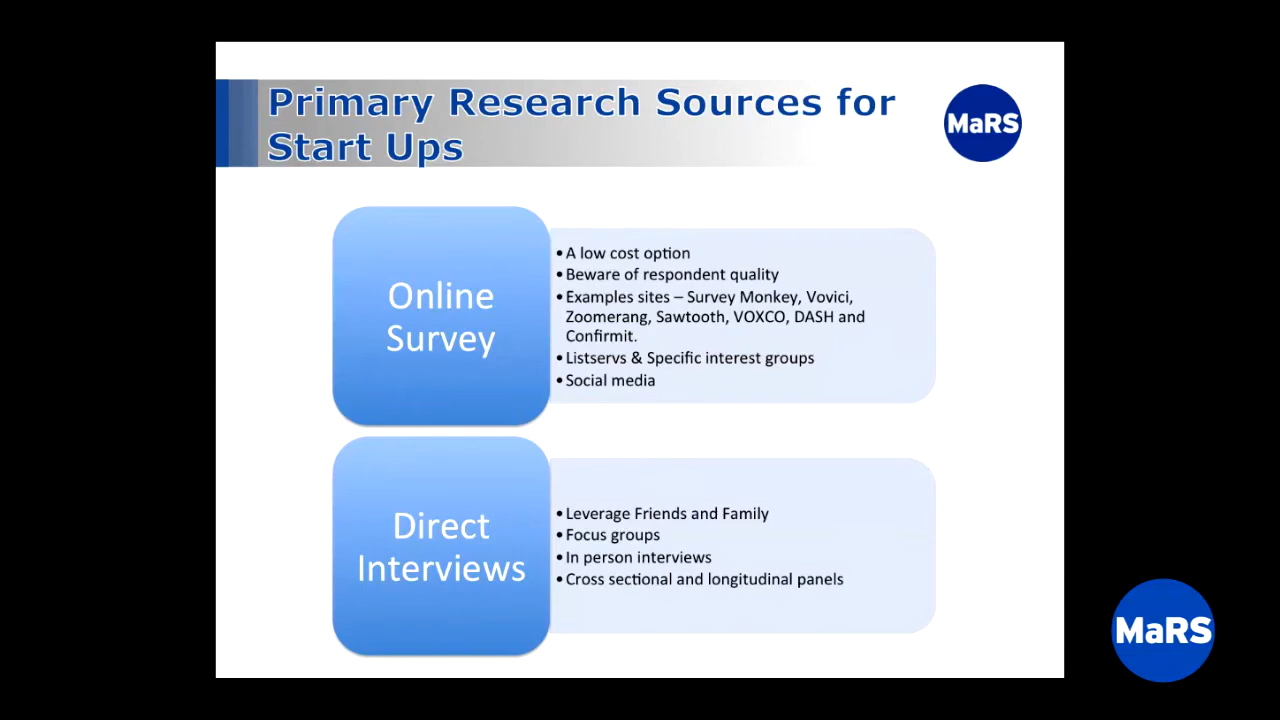 Primary Research Sources for
Start Ups
MaRS
Online
Survey
•A low cost option
•Beware of respondent quality
•Examples sites – Survey Monkey, Vovici,
Zoomerang, Sawtooth, VOXCO, DASH and
Confirmit.
•Listservs & Specific interest groups
•Social media
Direct
Interviews
•Leverage Friends and Family
•Focus groups
•In person interviews
•Cross sectional and longitudinal panels
MaRS